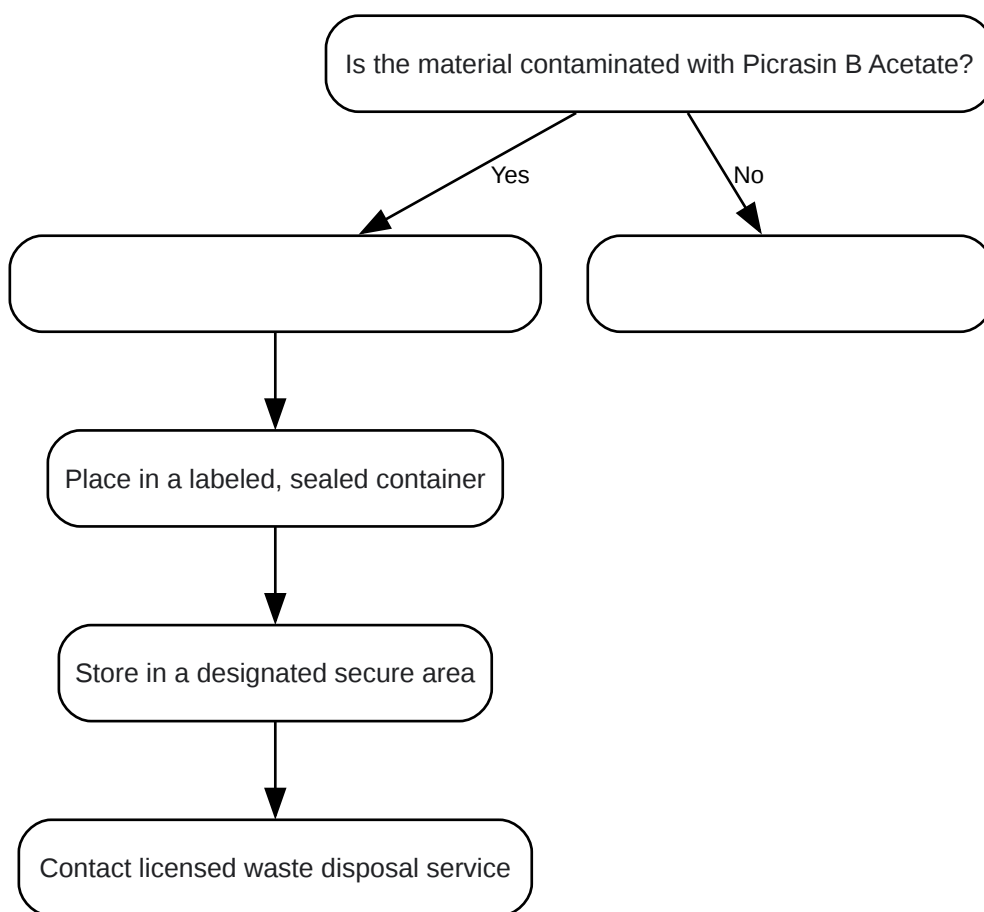 Is the material contaminated with Picrasin B Acetate?
Yes
No
Place in a labeled, sealed container
Store in a designated secure area
Contact licensed waste disposal service